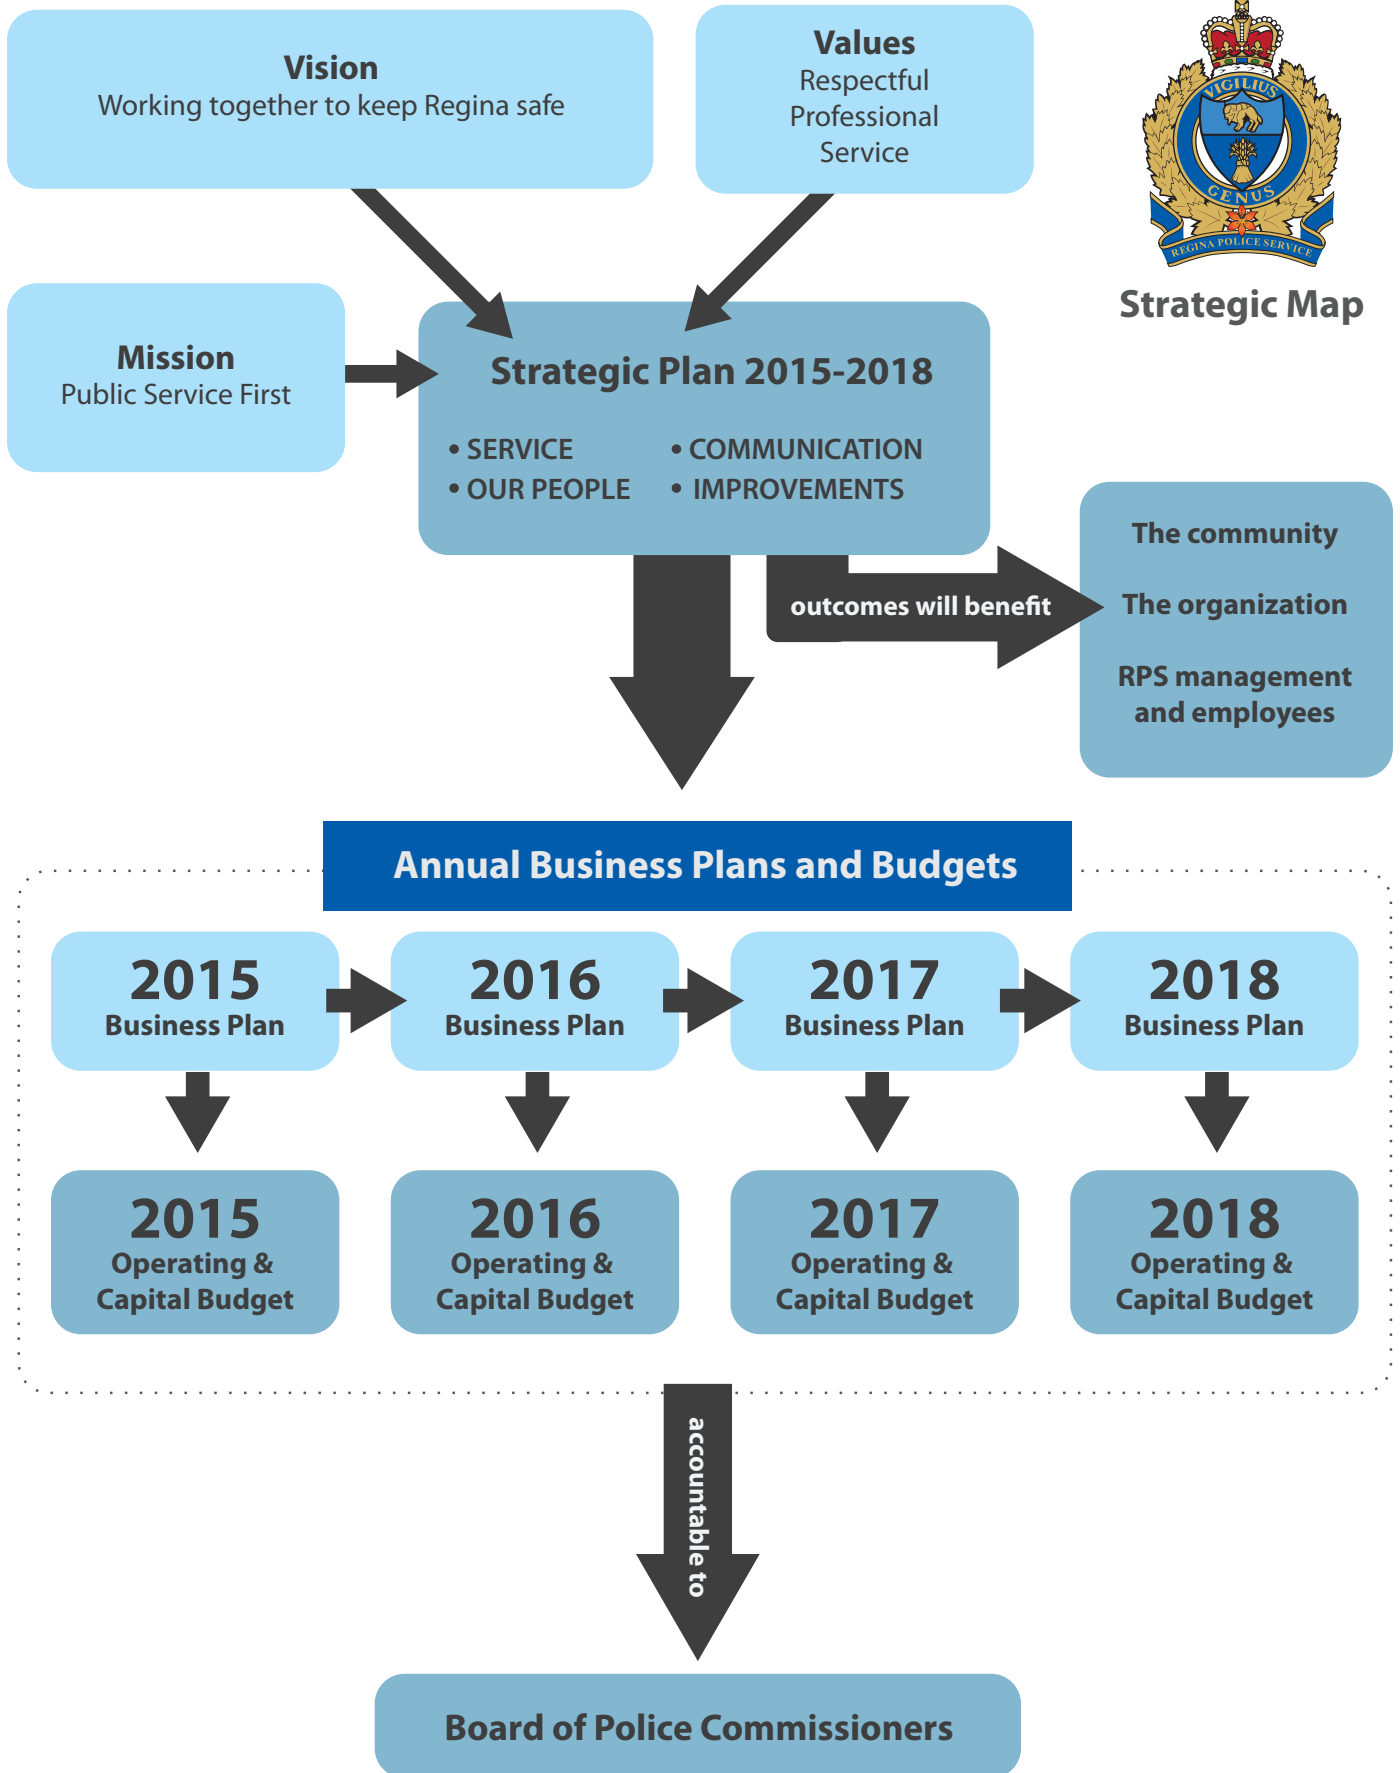 Vision
Working together to keep Regina safe
Values
Respectful
Professional
Service
VIGILIUS
GENUS
REGINA POLICE SERVICE
Strategic Map
Mission
Public Service First
Strategic Plan 2015-2018
• SERVICE
• OUR PEOPLE
• COMMUNICATION
• IMPROVEMENTS
outcomes will benefit
The community
The organization
RPS management
and employees
Annual Business Plans and Budgets
2015
Business Plan
2016
Business Plan
2017
Business Plan
2018
Business Plan
2015
Operating &
Capital Budget
2016
Operating &
Capital Budget
2017
Operating &
Capital Budget
2018
Operating &
Capital Budget
accountable to
Board of Police Commissioners